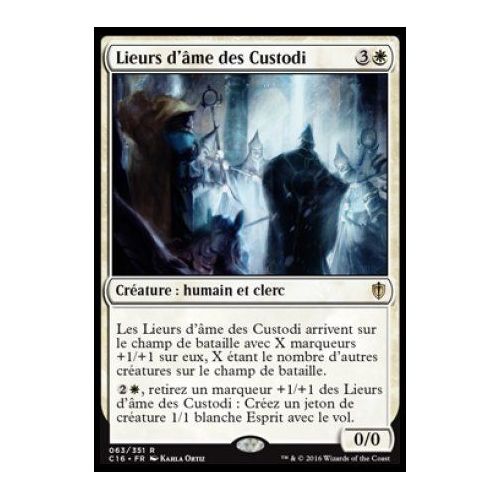 Lieurs d'âme des Custodi 3
Créature : humain et clerc
Les Lieurs d'âme des Custodi arrivent sur
le champ de bataille avec X marqueurs
+1/+1 sur eux, X étant le nombre d'autres
créatures sur le champ de bataille.
2, retirez un marqueur +1/+1 des Lieurs
d'âme des Custodi : Créez un jeton de
créature 1/1 blanche Esprit avec le vol.
0/0
063/351 R
C16 • FR Karla Ortiz
™ & © 2016 Wizards of the Coast